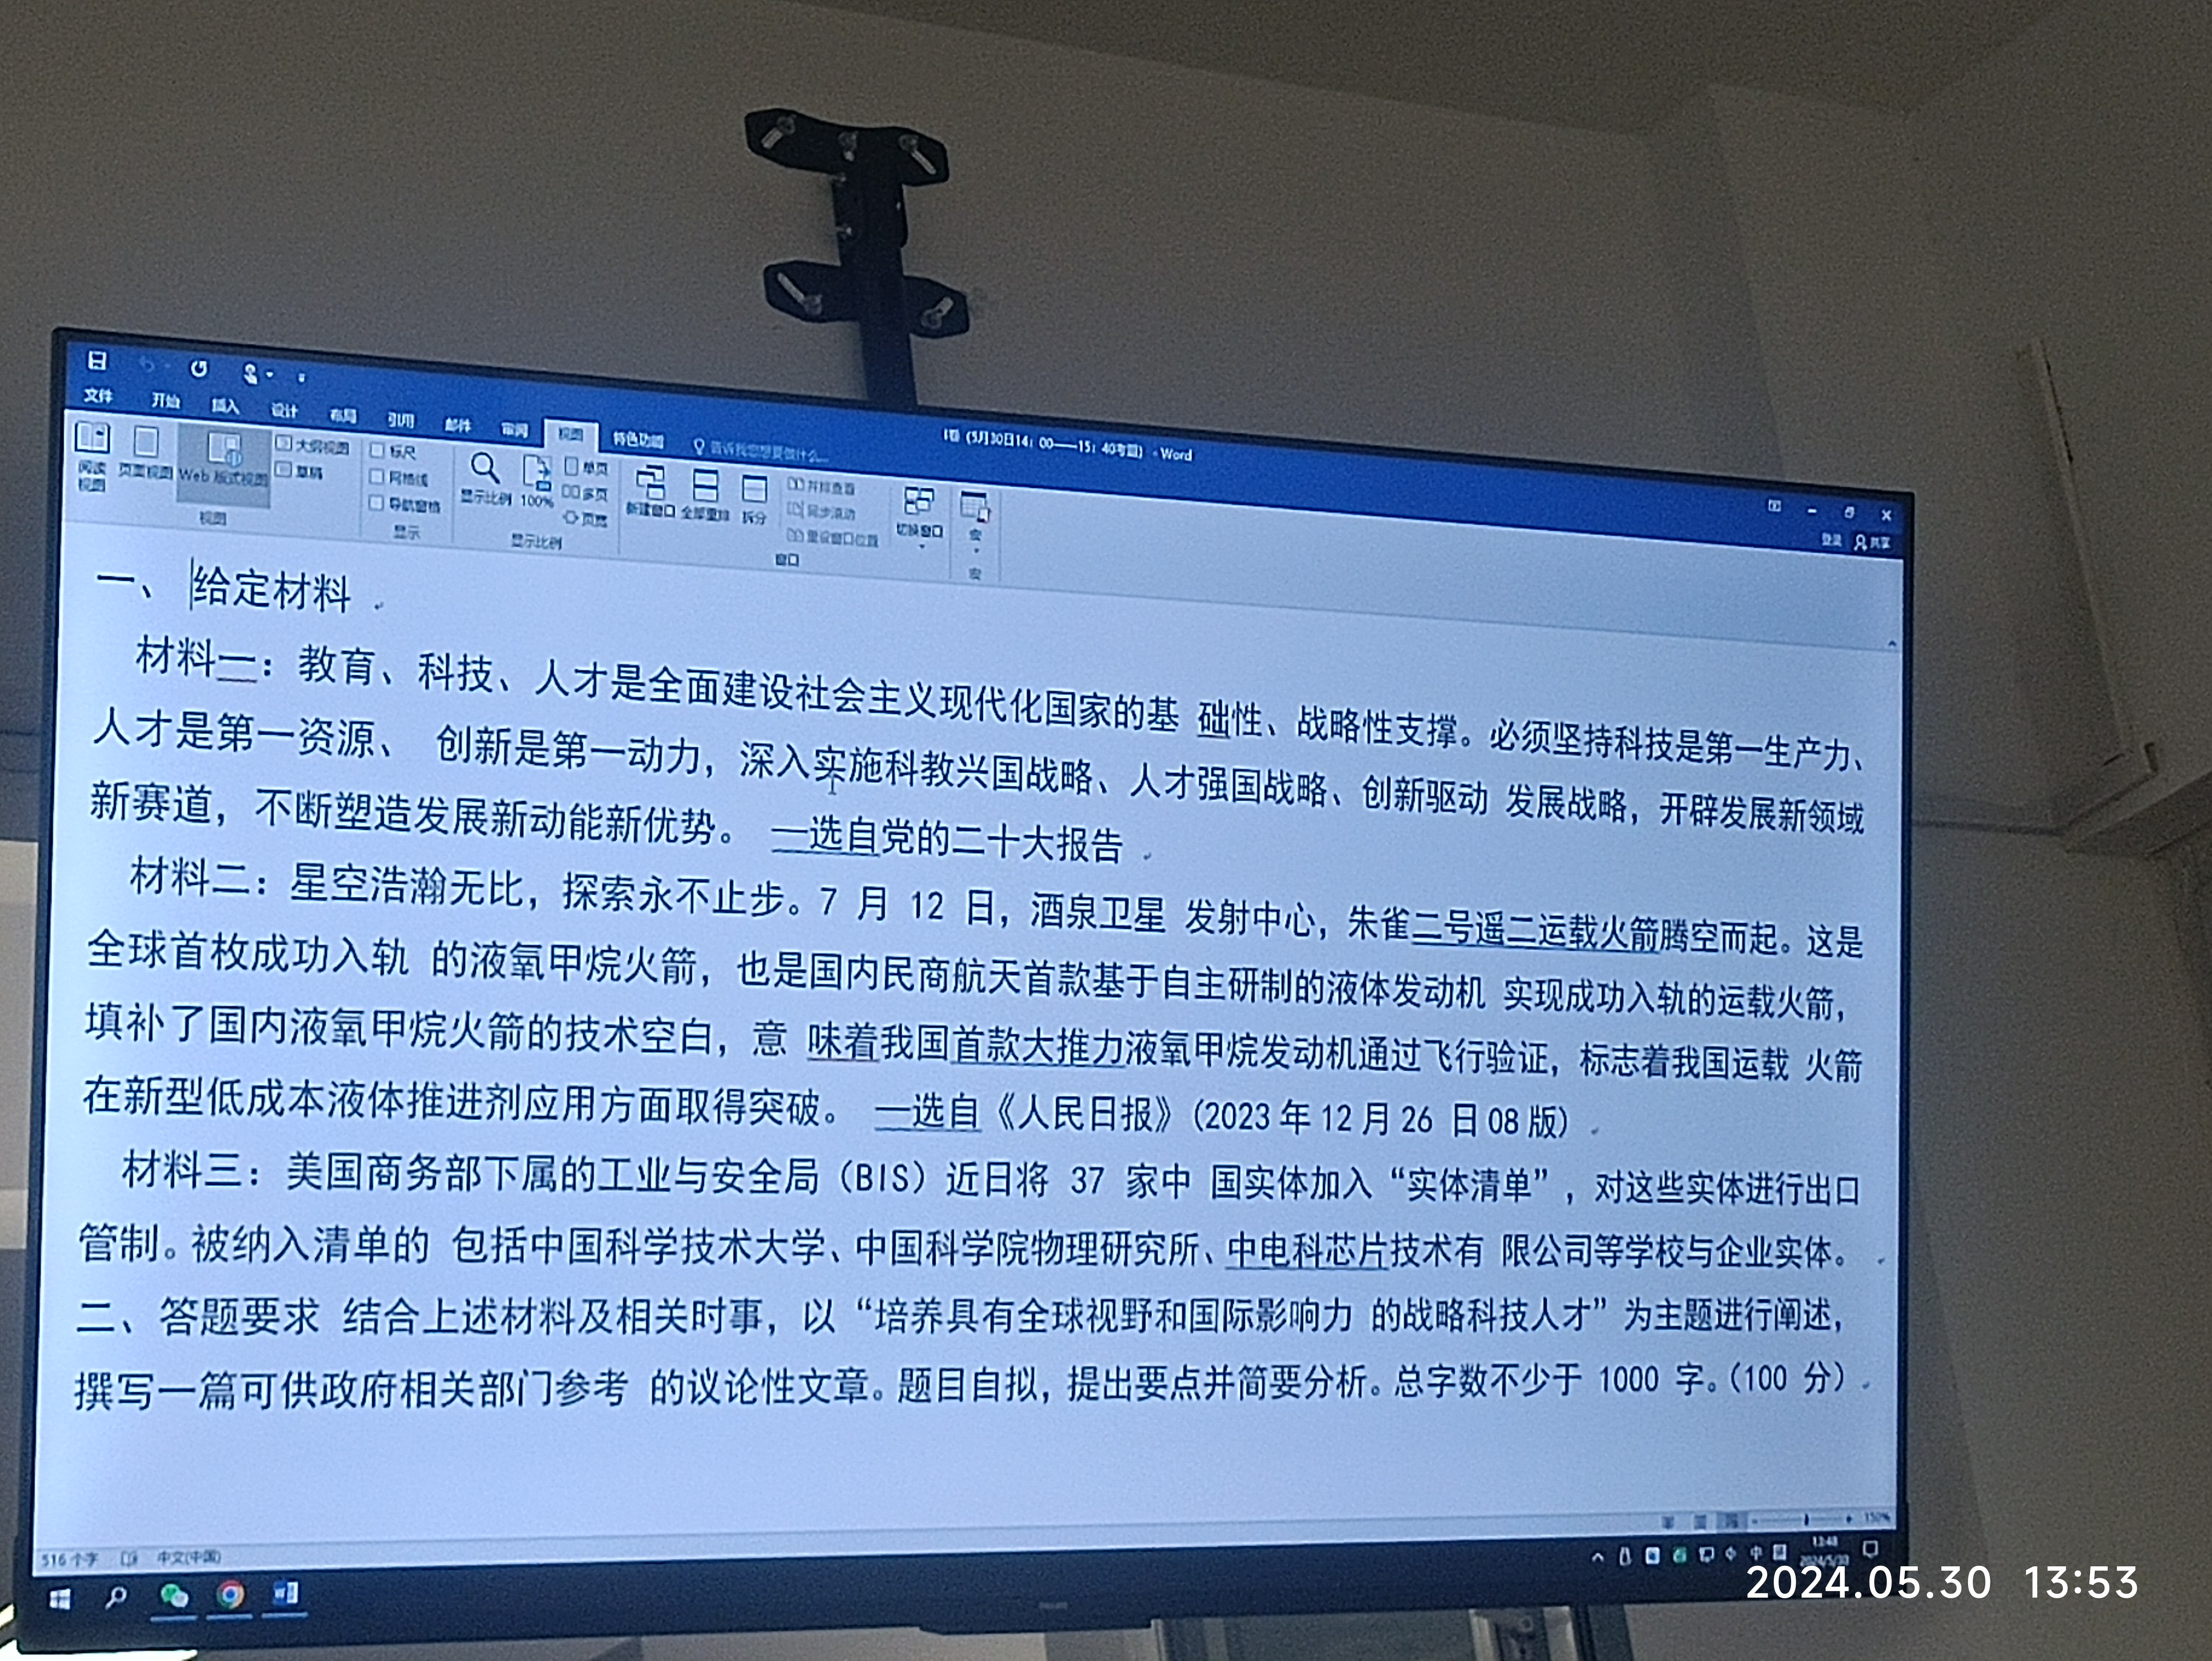 文件 开始 插入 设计 布局 引用 邮件 审阅 视图 特色功能 告诉我您想要做什么...
(5月30日14：00——15：40考题) - Word
登录 共享
阅读视图 页面视图 Web 版式视图 大纲视图 草稿
视图
标尺 网格线 导航窗格
显示
显示比例 100% 单页 多页 页宽
显示比例
新建窗口 全部重排 拆分 并排查看 同步滚动 重设窗口位置 切换窗口
窗口
宏
宏
一、给定材料
材料一：教育、科技、人才是全面建设社会主义现代化国家的基 础性、战略性支撑。必须坚持科技是第一生产力、
人才是第一资源、 创新是第一动力，深入实施科教兴国战略、人才强国战略、创新驱动 发展战略，开辟发展新领域
新赛道，不断塑造发展新动能新优势。 —选自党的二十大报告
材料二：星空浩瀚无比，探索永不止步。7 月 12 日，酒泉卫星 发射中心，朱雀二号遥二运载火箭腾空而起。这是
全球首枚成功入轨 的液氧甲烷火箭，也是国内民商航天首款基于自主研制的液体发动机 实现成功入轨的运载火箭，
填补了国内液氧甲烷火箭的技术空白，意 味着我国首款大推力液氧甲烷发动机通过飞行验证，标志着我国运载 火箭
在新型低成本液体推进剂应用方面取得突破。 —选自《人民日报》(2023 年 12 月 26 日 08 版)
材料三：美国商务部下属的工业与安全局（BIS）近日将 37 家中 国实体加入“实体清单”，对这些实体进行出口
管制。被纳入清单的 包括中国科学技术大学、中国科学院物理研究所、中电科芯片技术有 限公司等学校与企业实体。
二、答题要求 结合上述材料及相关时事，以“培养具有全球视野和国际影响力 的战略科技人才”为主题进行阐述，
撰写一篇可供政府相关部门参考 的议论性文章。题目自拟，提出要点并简要分析。总字数不少于 1000 字。（100 分）
516 个字 中文(中国)
150%
中
13:48
2024/5/30
2024.05.30 13:53